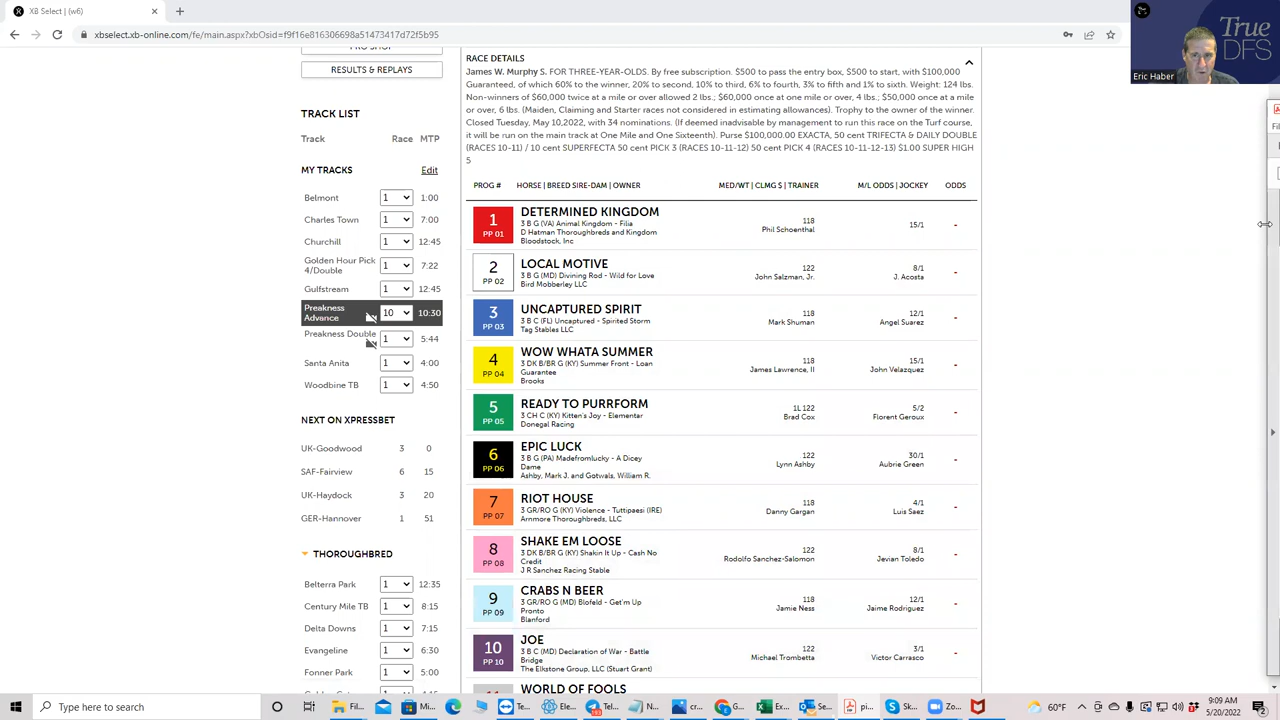 XB Select | (w6)
xbselect.xb-online.com/fe/main.aspx?xbOsid=f9f16e816306698a51473417d72f5b95
True
DFS
Eric Haber
PRO SHOP
RESULTS & REPLAYS
TRACK LIST
Track Race MTP
MY TRACKS Edit
Belmont 1 1:00
Charles Town 1 7:00
Churchill 1 12:45
Golden Hour Pick
4/Double 1 7:22
Gulfstream 1 12:45
Preakness
Advance 10 10:30
Preakness Double 1 5:44
Santa Anita 1 4:00
Woodbine TB 1 4:50
NEXT ON XPRESSBET
UK-Goodwood 3 0
SAF-Fairview 6 15
UK-Haydock 3 20
GER-Hannover 1 51
THOROUGHBRED
Belterra Park 1 12:35
Century Mile TB 1 8:15
Delta Downs 1 7:15
Evangeline 1 6:30
Fonner Park 1 5:00
RACE DETAILS
James W. Murphy S. FOR THREE-YEAR-OLDS. By free subscription. $500 to pass the entry box, $500 to start, with $100,000
Guaranteed, of which 60% to the winner, 20% to second, 10% to third, 6% to fourth, 3% to fifth and 1% to sixth. Weight: 124 lbs.
Non-winners of $60,000 twice at a mile or over allowed 2 lbs.; $60,000 once at one mile or over, 4 lbs.; $50,000 once at a mile
or over, 6 lbs. (Maiden, Claiming and Starter races not considered in estimating allowances). Trophy to the owner of the winner.
Closed Tuesday, May 10,2022, with 34 nominations. (If deemed inadvisable by management to run this race on the Turf course,
it will be run on the main track at One Mile and One Sixteenth). Purse $100,000.00 EXACTA, 50 cent TRIFECTA & DAILY DOUBLE
(RACES 10-11) / 10 cent SUPERFECTA 50 cent PICK 3 (RACES 10-11-12) 50 cent PICK 4 (RACES 10-11-12-13) $1.00 SUPER HIGH
5
PROG # HORSE | BREED SIRE-DAM | OWNER MED/WT | CLMG $ | TRAINER M/L ODDS | JOCKEY ODDS
1
PP 01
DETERMINED KINGDOM
3 B G (VA) Animal Kingdom - Filia
D Hatman Thoroughbreds and Kingdom
Bloodstock, Inc
118
Phil Schoenthal
15/1
-
2
PP 02
LOCAL MOTIVE
3 B G (MD) Divining Rod - Wild for Love
Bird Mobberley LLC
122
John Salzman, Jr.
8/1
J. Acosta
-
3
PP 03
UNCAPTURED SPIRIT
3 B C (FL) Uncaptured - Spirited Storm
Tag Stables LLC
118
Mark Shuman
12/1
Angel Suarez
-
4
PP 04
WOW WHATA SUMMER
3 DK B/BR G (KY) Summer Front - Loan
Guarantee
Brooks
118
James Lawrence, II
15/1
John Velazquez
-
5
PP 05
READY TO PURRFORM
3 CH C (KY) Kitten's Joy - Elementar
Donegal Racing
1L 122
Brad Cox
5/2
Florent Geroux
-
6
PP 06
EPIC LUCK
3 B G (PA) Madefromlucky - A Dicey
Dame
Ashby, Mark J. and Gotwals, William R.
122
Lynn Ashby
30/1
Aubrie Green
-
7
PP 07
RIOT HOUSE
3 GR/RO G (KY) Violence - Tuttipaesi (IRE)
Arnmore Thoroughbreds, LLC
118
Danny Gargan
4/1
Luis Saez
-
8
PP 08
SHAKE EM LOOSE
3 DK B/BR G (KY) Shakin It Up - Cash No
Credit
J R Sanchez Racing Stable
122
Rodolfo Sanchez-Salomon
8/1
Jevian Toledo
-
9
PP 09
CRABS N BEER
3 GR/RO G (MD) Blofeld - Get'm Up
Pronto
Blanford
118
Jamie Ness
12/1
Jaime Rodriguez
-
10
PP 10
JOE
3 B C (MD) Declaration of War - Battle
Bridge
The Elkstone Group, LLC (Stuart Grant)
122
Michael Trombetta
3/1
Victor Carrasco
-
WORLD OF FOOLS
Fil
Type here to search
Fil... Mi... Te... Ele... Tel... N... cr... G... Ex... Se... pi... Sk... Zo...
60°F
9:09 AM
5/20/2022